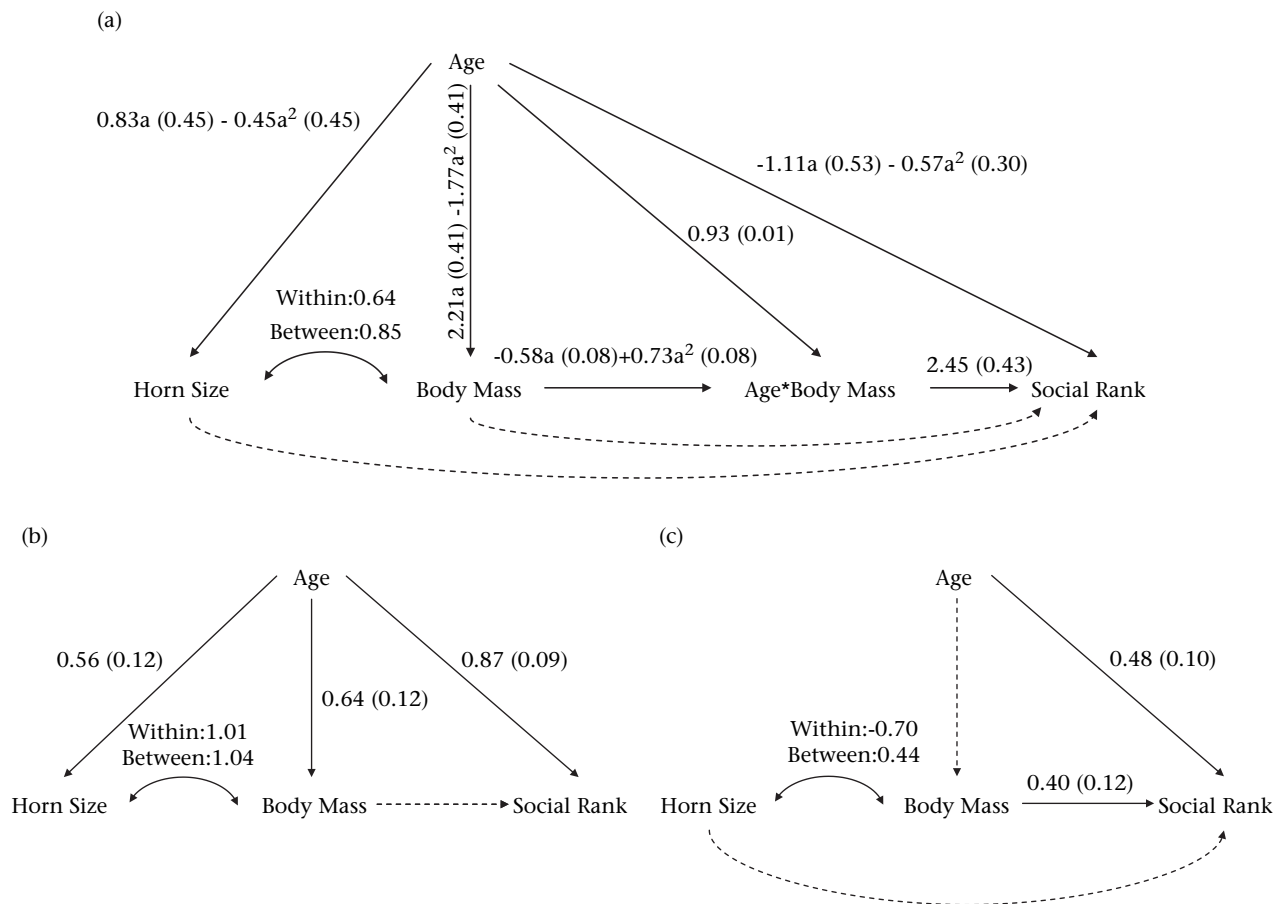 (a)
Age
0.83a (0.45) - 0.45a² (0.45)
2.21a (0.41) -1.77a² (0.41)
-1.11a (0.53) - 0.57a² (0.30)
0.93 (0.01)
Within:0.64
Between:0.85
-0.58a (0.08)+0.73a² (0.08)
2.45 (0.43)
Horn Size
Body Mass
Age*Body Mass
Social Rank
(b)
Age
0.56 (0.12)
0.87 (0.09)
0.64 (0.12)
Within:1.01
Between:1.04
Horn Size
Body Mass
Social Rank
(c)
Age
0.48 (0.10)
Within:-0.70
Between:0.44
0.40 (0.12)
Horn Size
Body Mass
Social Rank